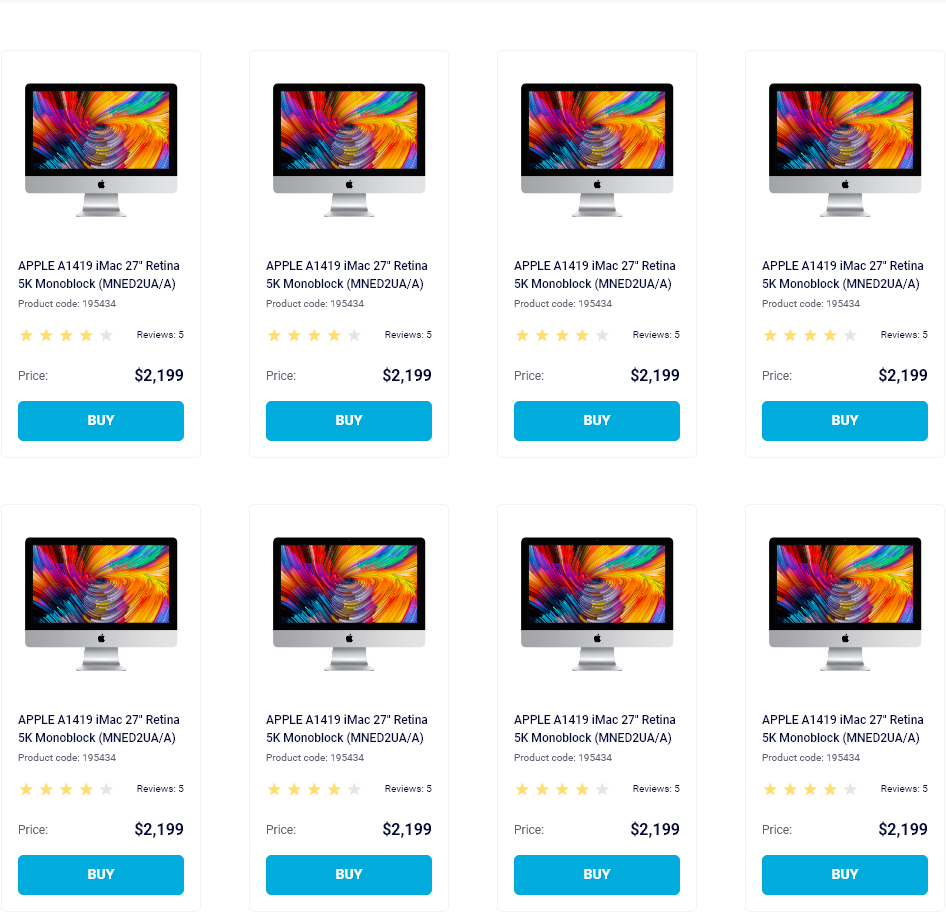 APPLE A1419 iMac 27" Retina
5K Monoblock (MNED2UA/A)
Product code: 195434
Reviews: 5
Price: $2,199
BUY
APPLE A1419 iMac 27" Retina
5K Monoblock (MNED2UA/A)
Product code: 195434
Reviews: 5
Price: $2,199
BUY
APPLE A1419 iMac 27" Retina
5K Monoblock (MNED2UA/A)
Product code: 195434
Reviews: 5
Price: $2,199
BUY
APPLE A1419 iMac 27" Retina
5K Monoblock (MNED2UA/A)
Product code: 195434
Reviews: 5
Price: $2,199
BUY
APPLE A1419 iMac 27" Retina
5K Monoblock (MNED2UA/A)
Product code: 195434
Reviews: 5
Price: $2,199
BUY
APPLE A1419 iMac 27" Retina
5K Monoblock (MNED2UA/A)
Product code: 195434
Reviews: 5
Price: $2,199
BUY
APPLE A1419 iMac 27" Retina
5K Monoblock (MNED2UA/A)
Product code: 195434
Reviews: 5
Price: $2,199
BUY
APPLE A1419 iMac 27" Retina
5K Monoblock (MNED2UA/A)
Product code: 195434
Reviews: 5
Price: $2,199
BUY